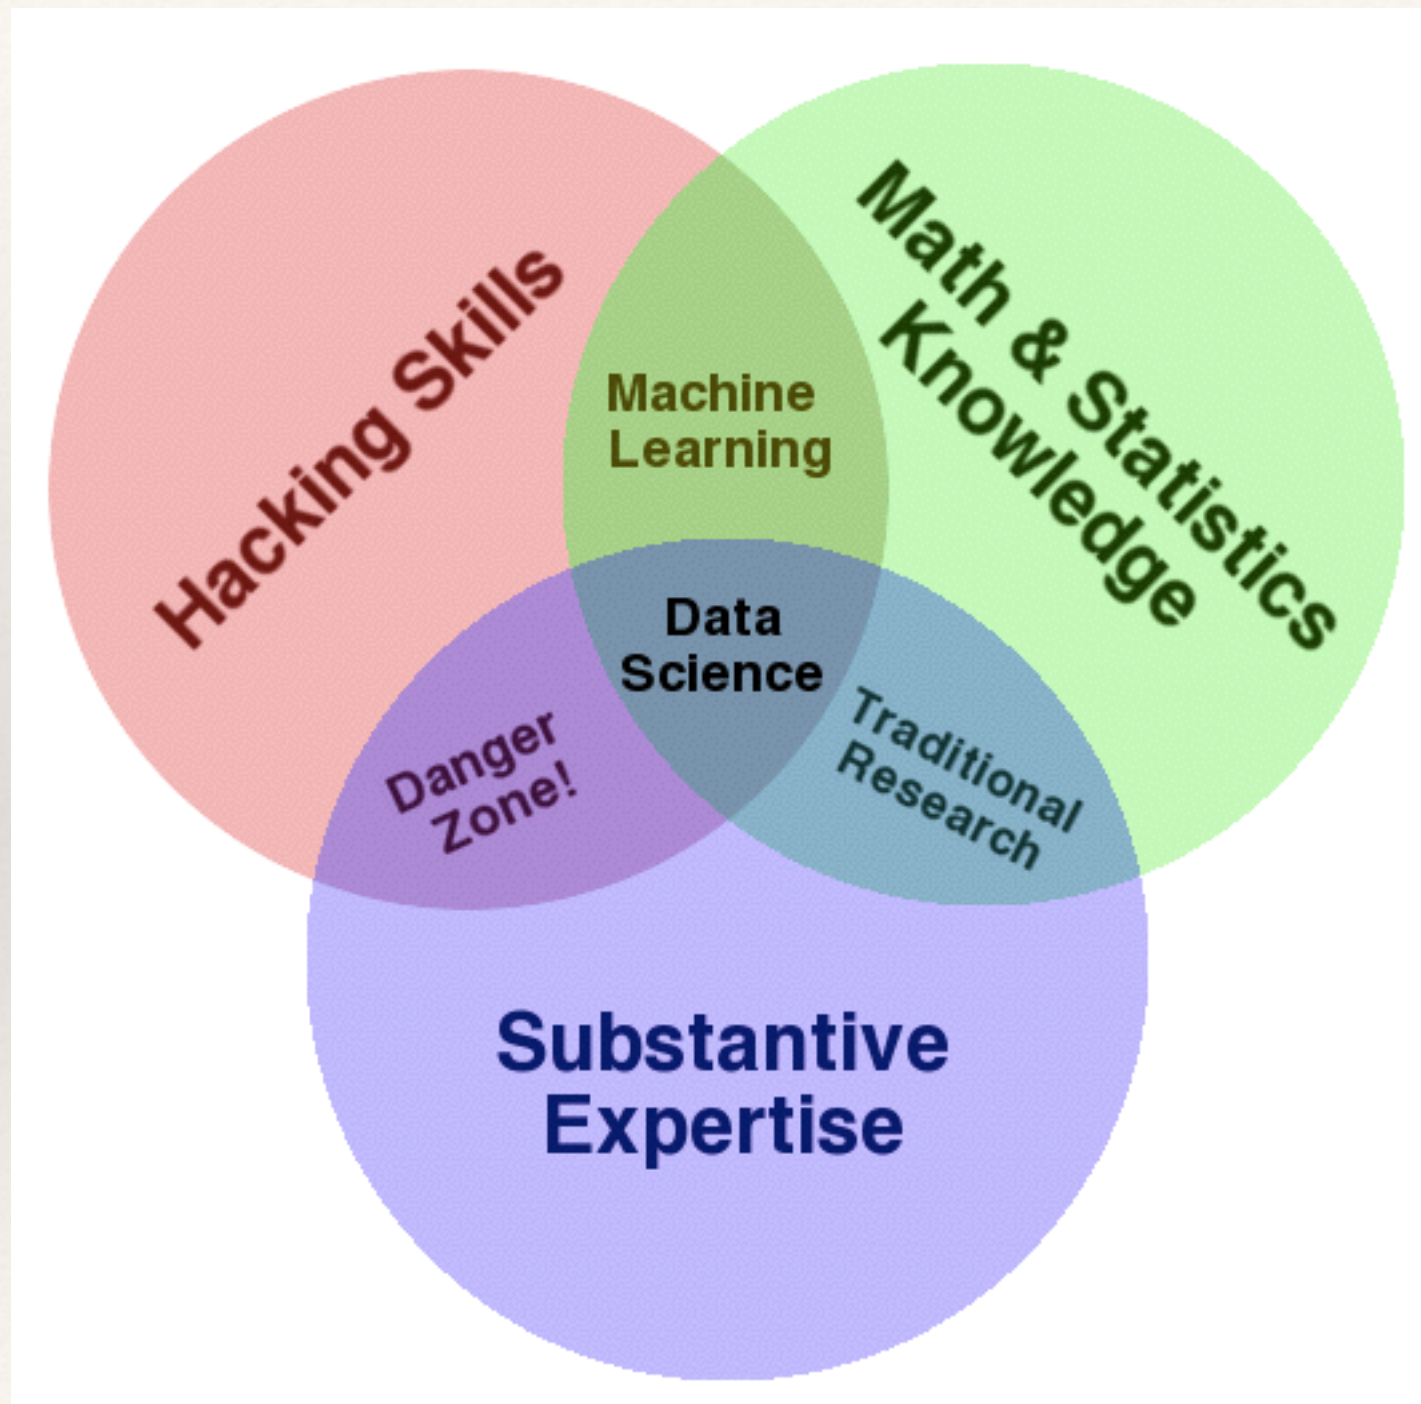 Hacking Skills
Math & Statistics
Knowledge
Machine
Learning
Data
Science
Danger
Zone!
Traditional
Research
Substantive
Expertise